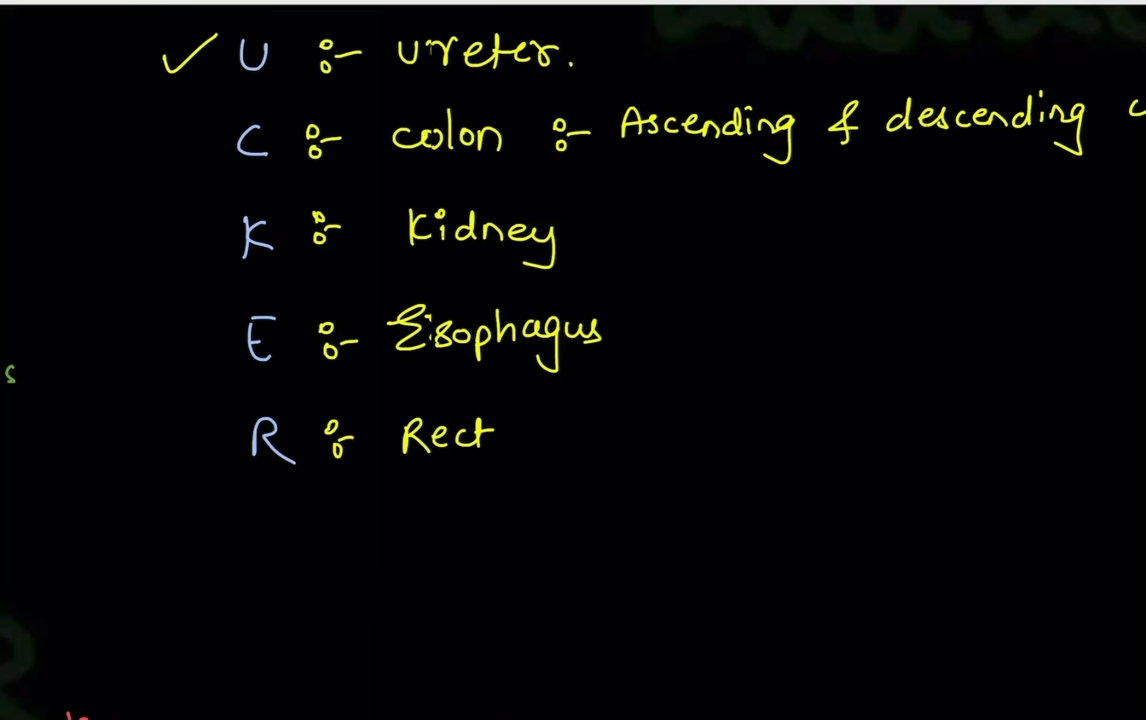 ✓ U :- ureter.
C :- colon :- Ascending & descending c
K :- Kidney
E :- Esophagus
s
R :- Rect